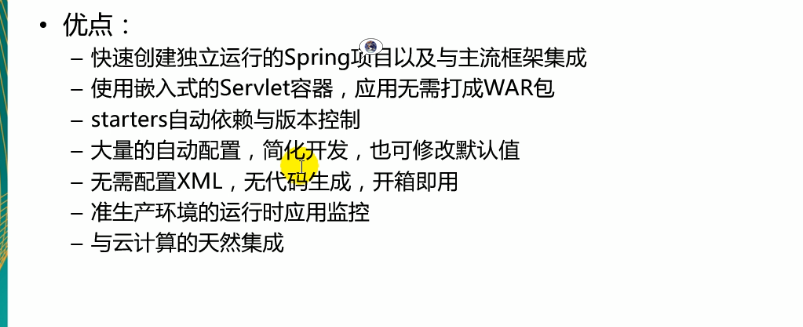 • 优点：
– 快速创建独立运行的Spring项目以及与主流框架集成
– 使用嵌入式的Servlet容器，应用无需打成WAR包
– starters自动依赖与版本控制
– 大量的自动配置，简化开发，也可修改默认值
– 无需配置XML，无代码生成，开箱即用
– 准生产环境的运行时应用监控
– 与云计算的天然集成